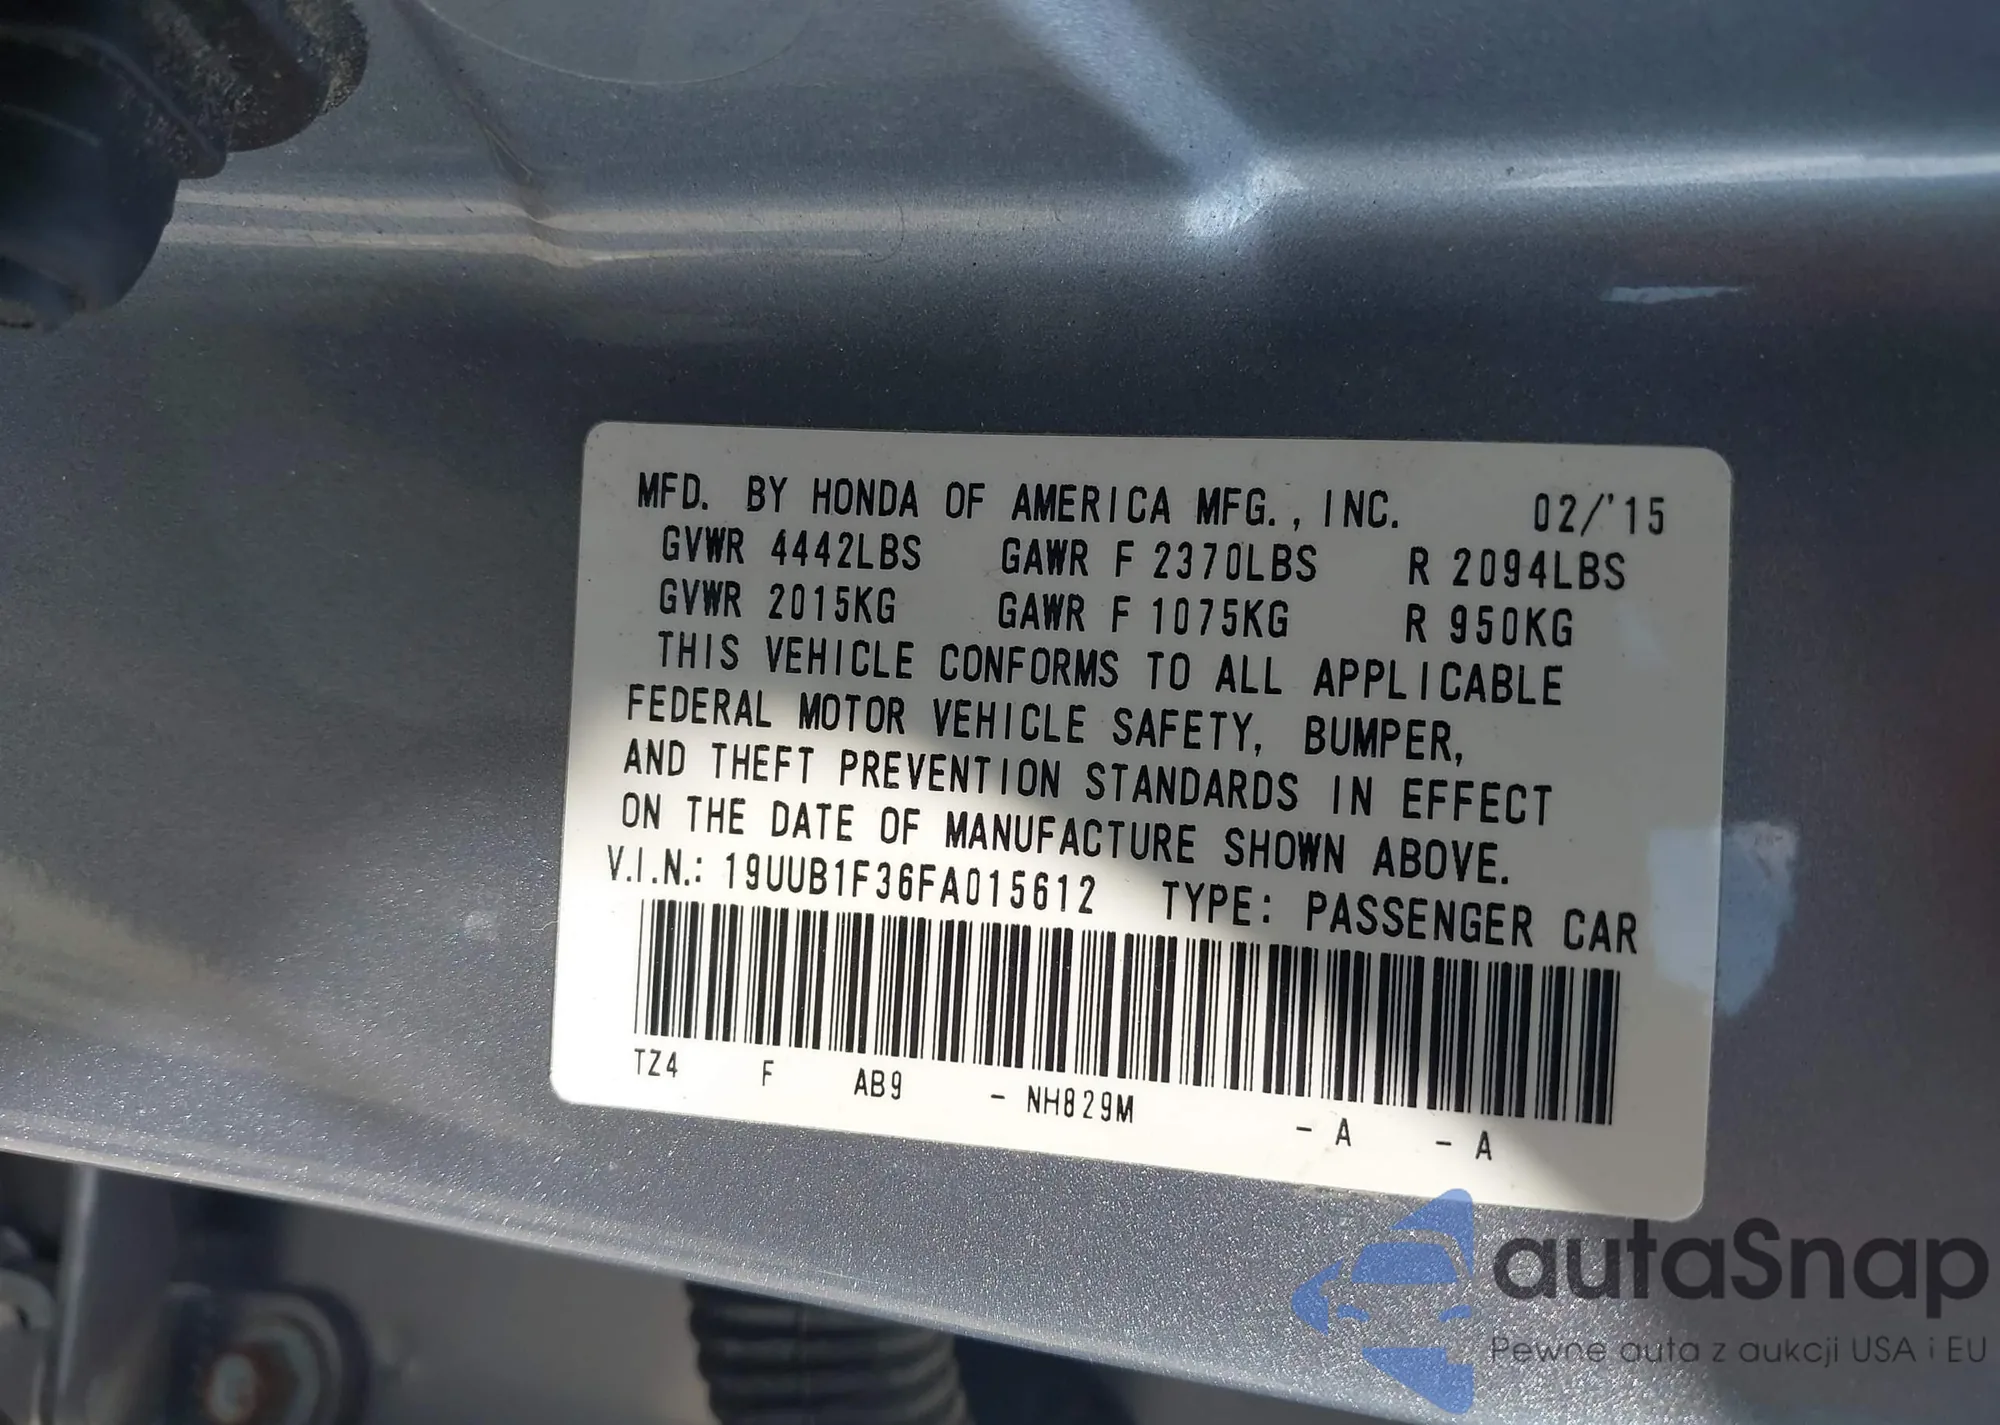 MFD. BY HONDA OF AMERICA MFG., INC. 02/'15
GVWR 4442LBS GAWR F 2370LBS R 2094LBS
GVWR 2015KG GAWR F 1075KG R 950KG
THIS VEHICLE CONFORMS TO ALL APPLICABLE
FEDERAL MOTOR VEHICLE SAFETY, BUMPER,
AND THEFT PREVENTION STANDARDS IN EFFECT
ON THE DATE OF MANUFACTURE SHOWN ABOVE.
V.I.N.: 19UUB1F36FA015612 TYPE: PASSENGER CAR
TZ4 F AB9 - NH829M - A - A
autaSnap
Pewne auta z aukcji USA i EU